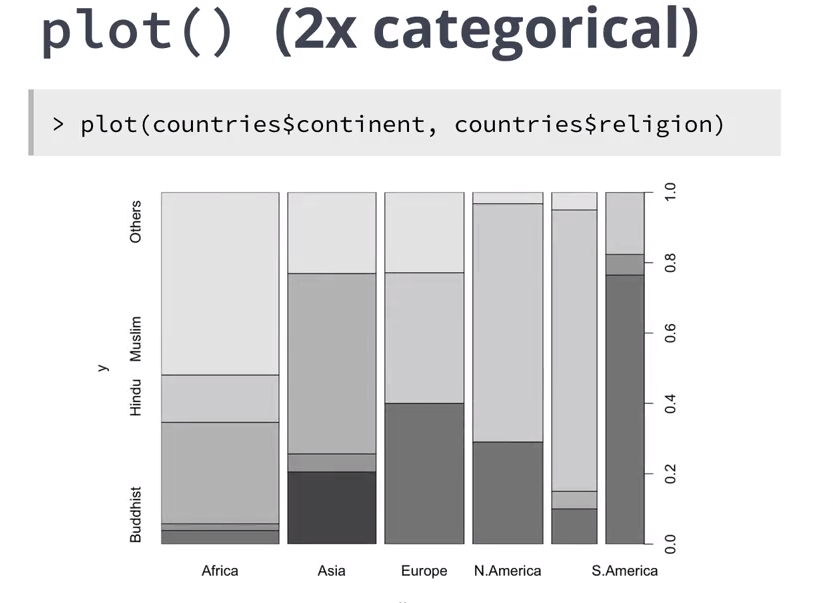 plot() (2x categorical)
> plot(countries$continent, countries$religion)
Others
Muslim
Hindu
Buddhist
y
1.0
0.8
0.6
0.4
0.2
0.0
Africa Asia Europe N.America S.America